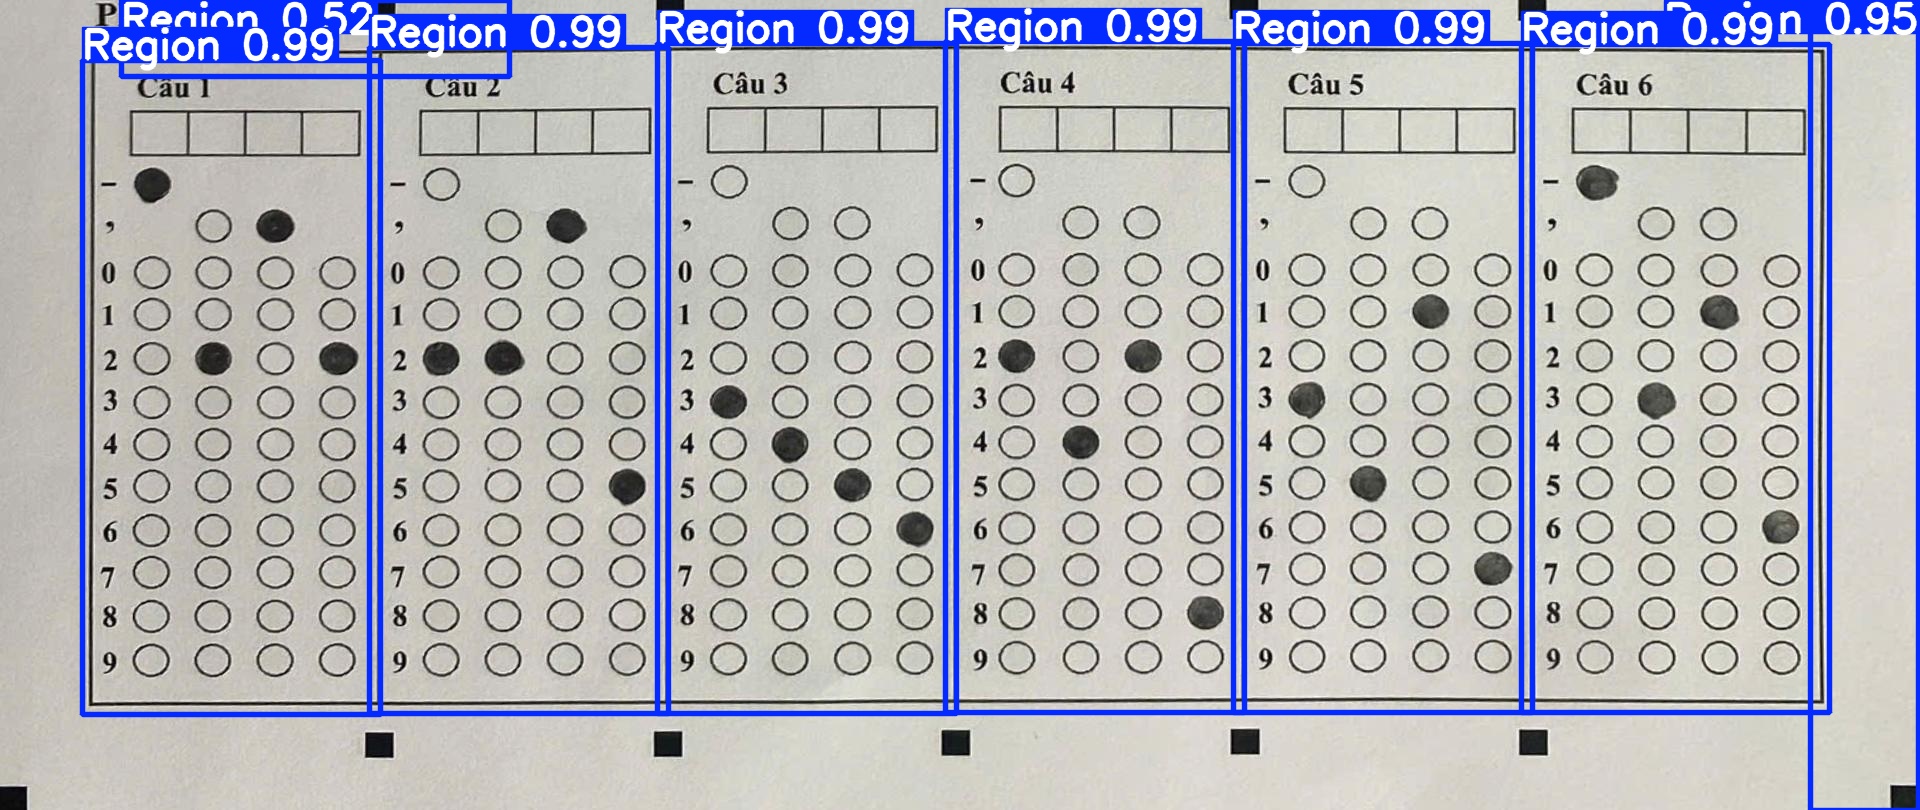 P
Region 0.52
Region 0.99
Region 0.99
Region 0.99
Region 0.99
Region 0.99
Region 0.99
n 0.95
Câu 1 Câu 2 Câu 3 Câu 4 Câu 5 Câu 6
- - - - - -
, , , , , ,
0 0 0 0 0 0
1 1 1 1 1 1
2 2 2 2 2 2
3 3 3 3 3 3
4 4 4 4 4 4
5 5 5 5 5 5
6 6 6 6 6 6
7 7 7 7 7 7
8 8 8 8 8 8
9 9 9 9 9 9